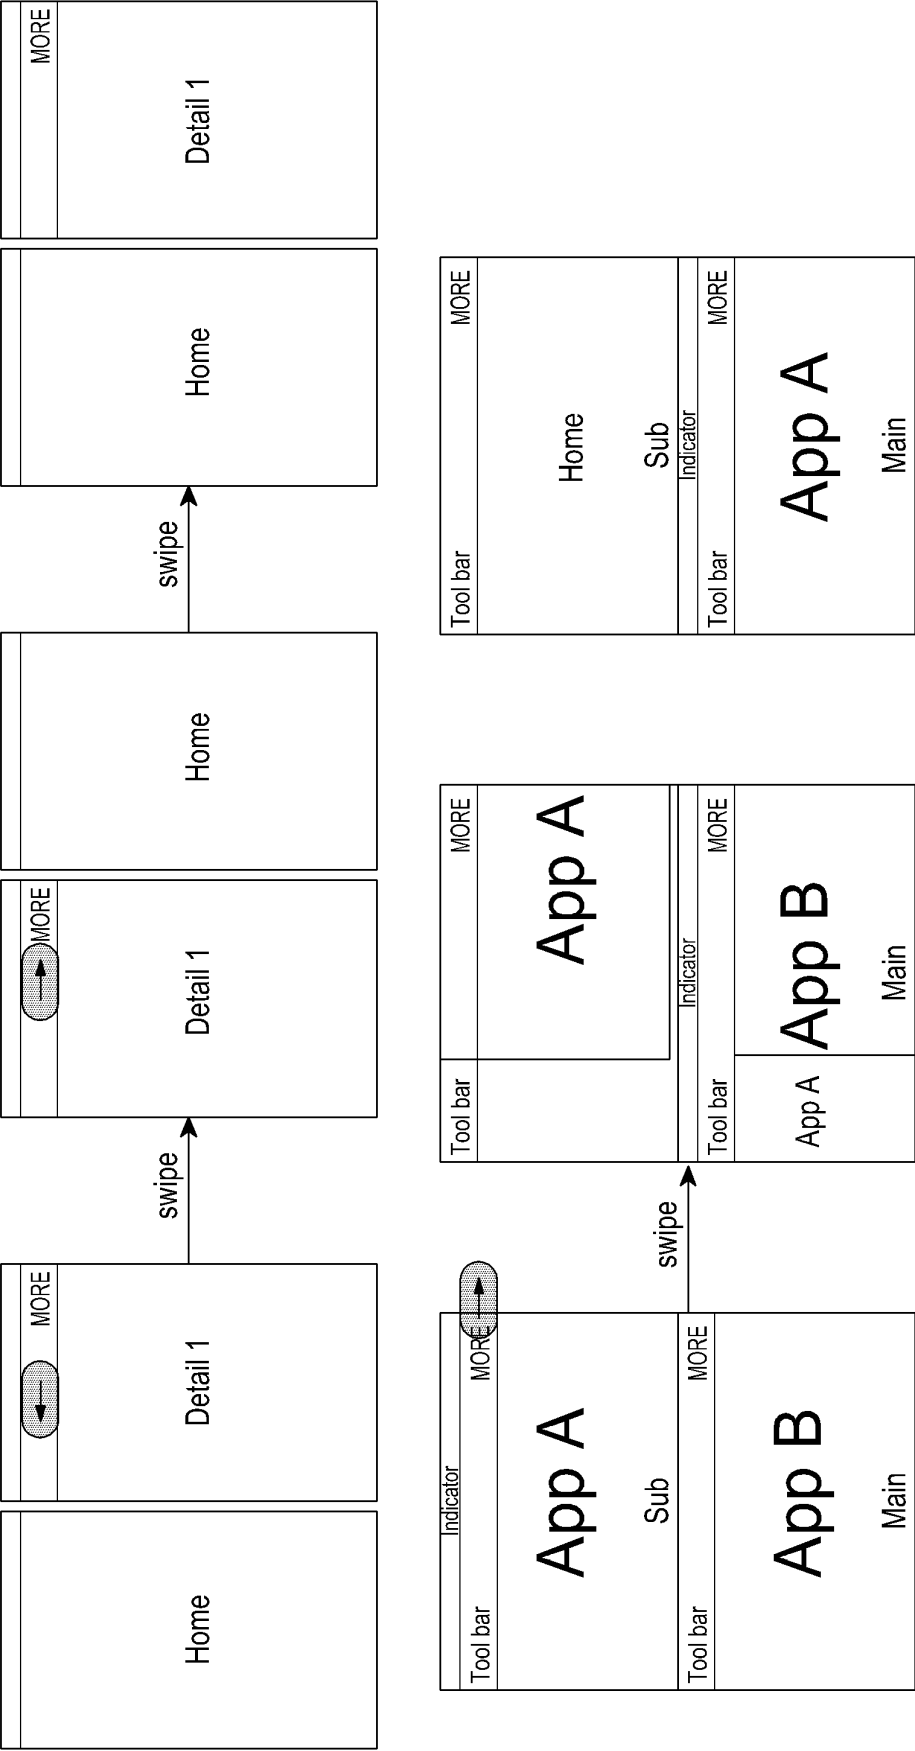 Home
MORE
Detail 1
swipe
MORE
Detail 1
Home
swipe
Home
MORE
Detail 1
Indicator
Tool bar
MORE
App A
Sub
Tool bar
MORE
App B
Main
swipe
Tool bar
MORE
App A
Indicator
Tool bar
MORE
App A
App B
Main
Tool bar
MORE
Home
Sub
Indicator
Tool bar
MORE
App A
Main